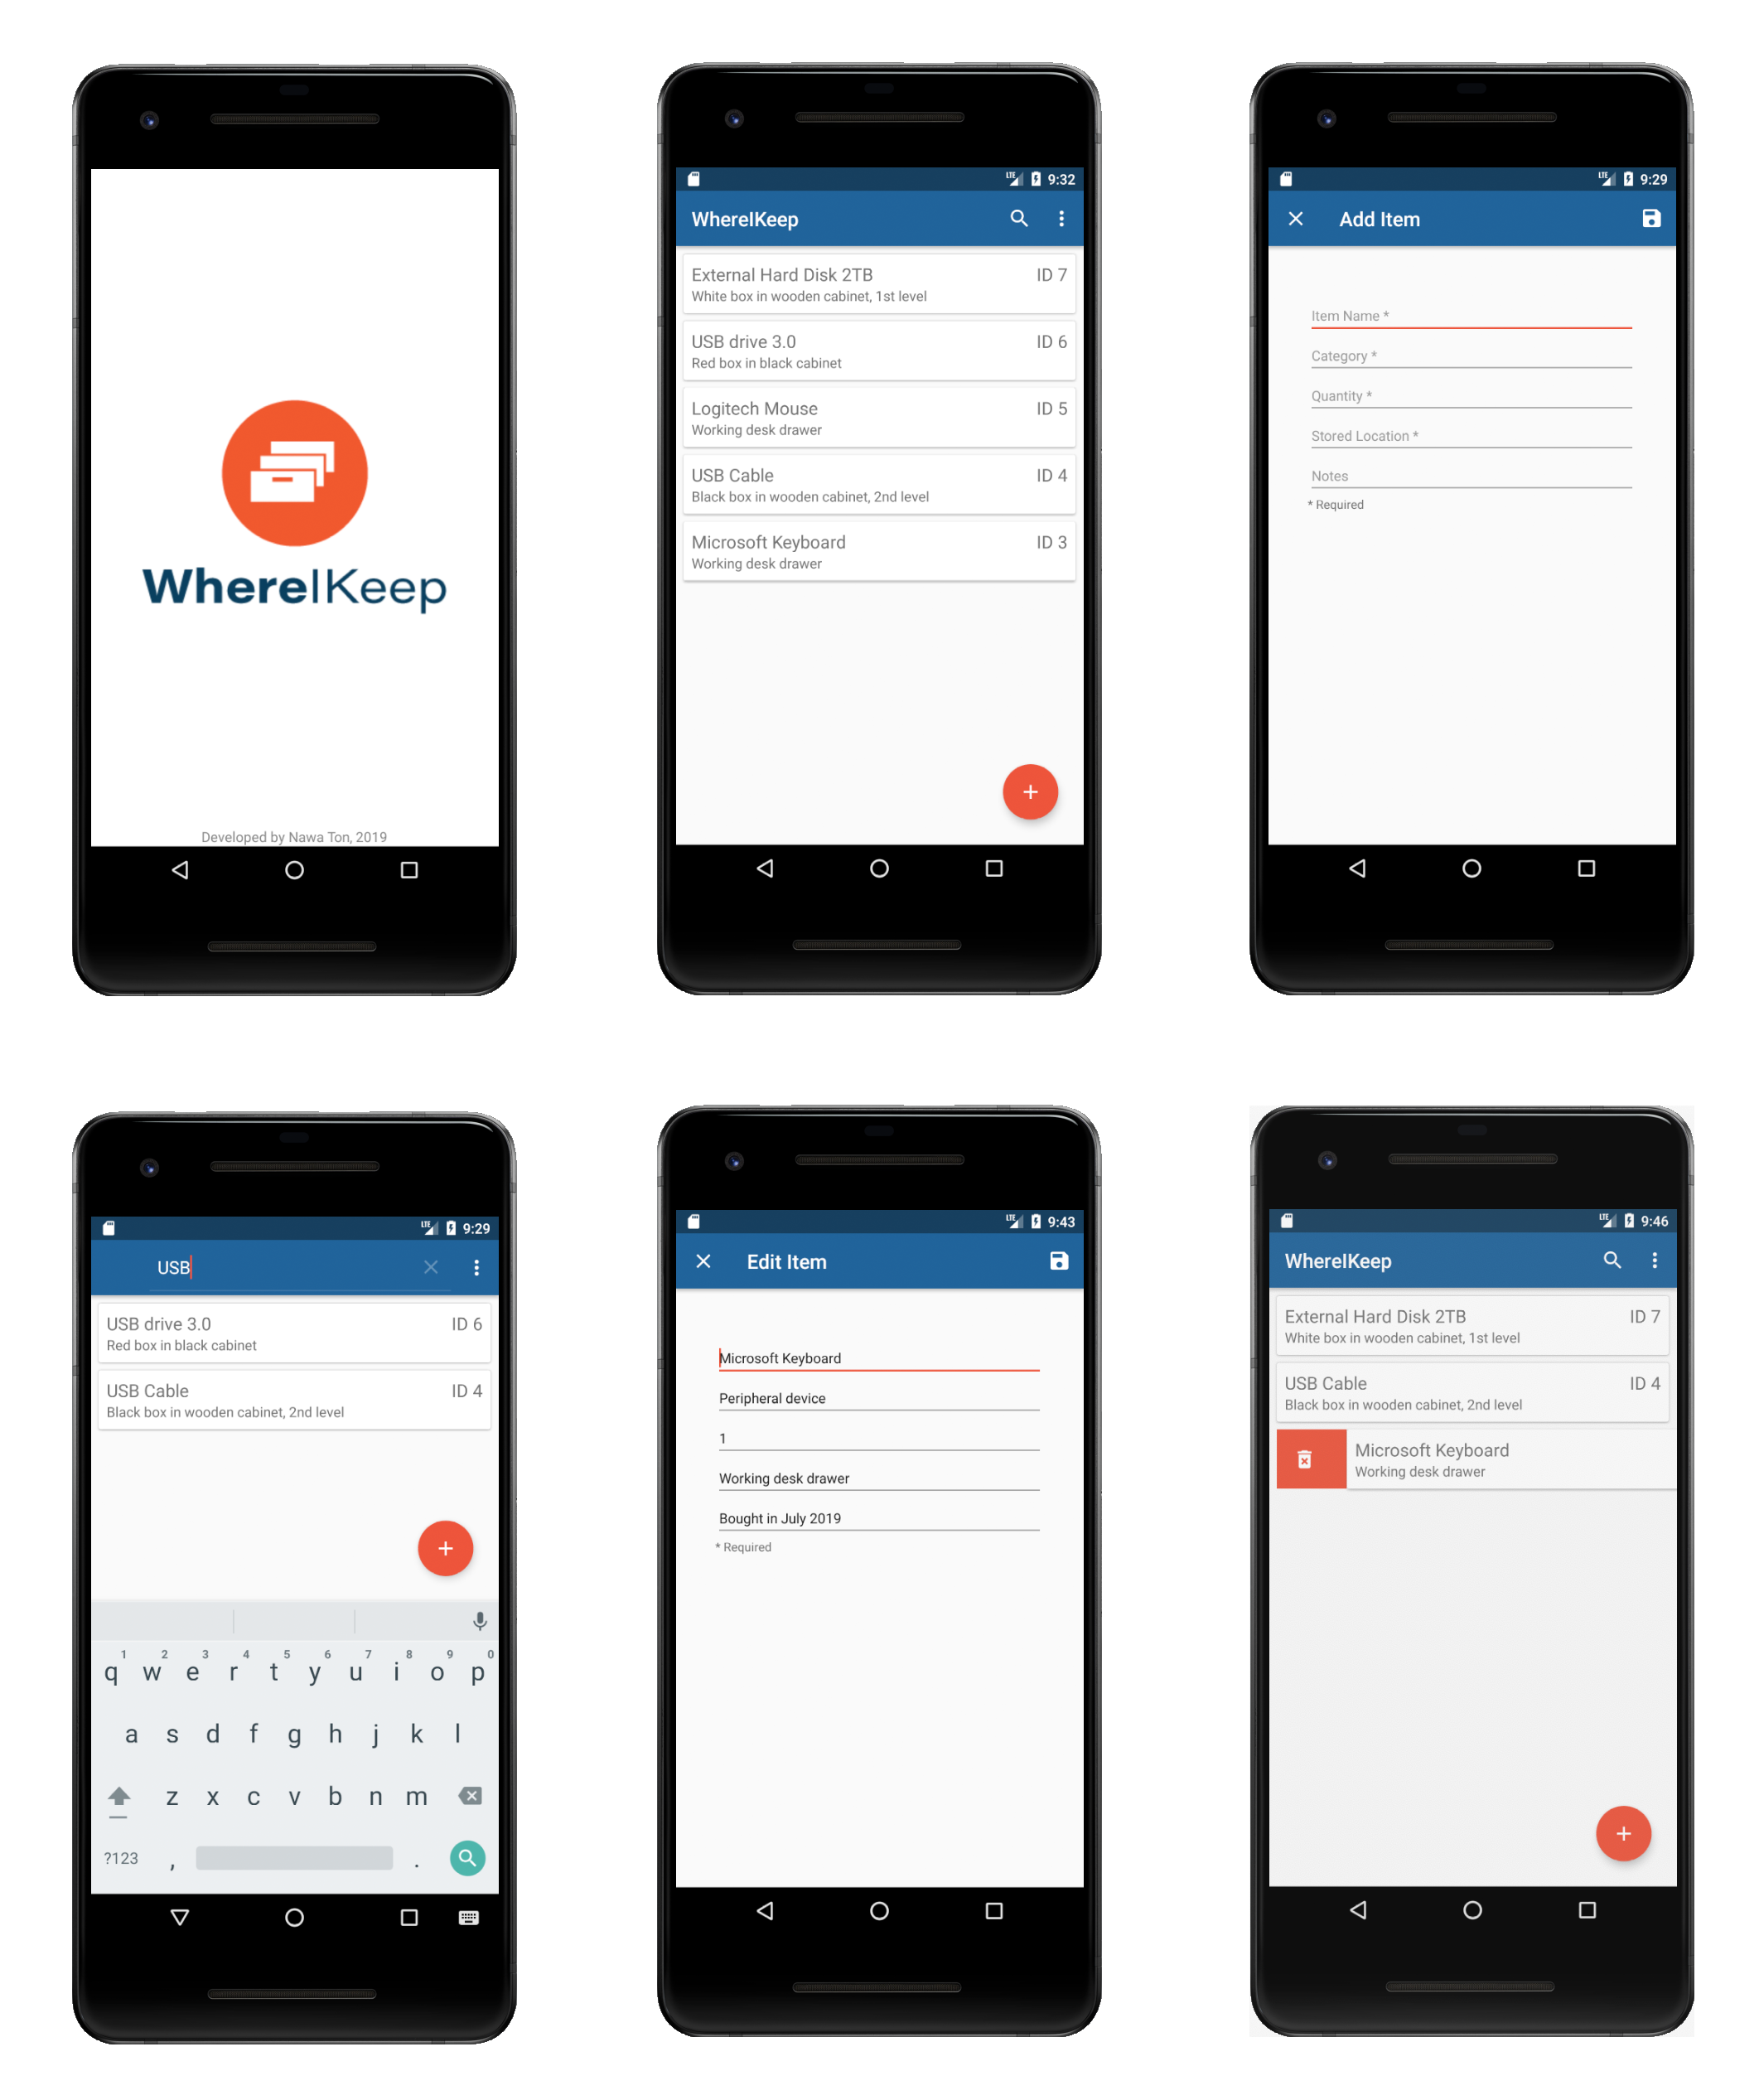 WhereIKeep
Developed by Nawa Ton, 2019
LTE 9:32
WhereIKeep
External Hard Disk 2TB ID 7
White box in wooden cabinet, 1st level
USB drive 3.0 ID 6
Red box in black cabinet
Logitech Mouse ID 5
Working desk drawer
USB Cable ID 4
Black box in wooden cabinet, 2nd level
Microsoft Keyboard ID 3
Working desk drawer
+
LTE 9:29
Add Item
Item Name *
Category *
Quantity *
Stored Location *
Notes
* Required
LTE 9:29
USB
USB drive 3.0 ID 6
Red box in black cabinet
USB Cable ID 4
Black box in wooden cabinet, 2nd level
+
1 2 3 4 5 6 7 8 9 0
q w e r t y u i o p
a s d f g h j k l
z x c v b n m
?123 , .
LTE 9:43
Edit Item
Microsoft Keyboard
Peripheral device
1
Working desk drawer
Bought in July 2019
* Required
LTE 9:46
WhereIKeep
External Hard Disk 2TB ID 7
White box in wooden cabinet, 1st level
USB Cable ID 4
Black box in wooden cabinet, 2nd level
Microsoft Keyboard
Working desk drawer
+